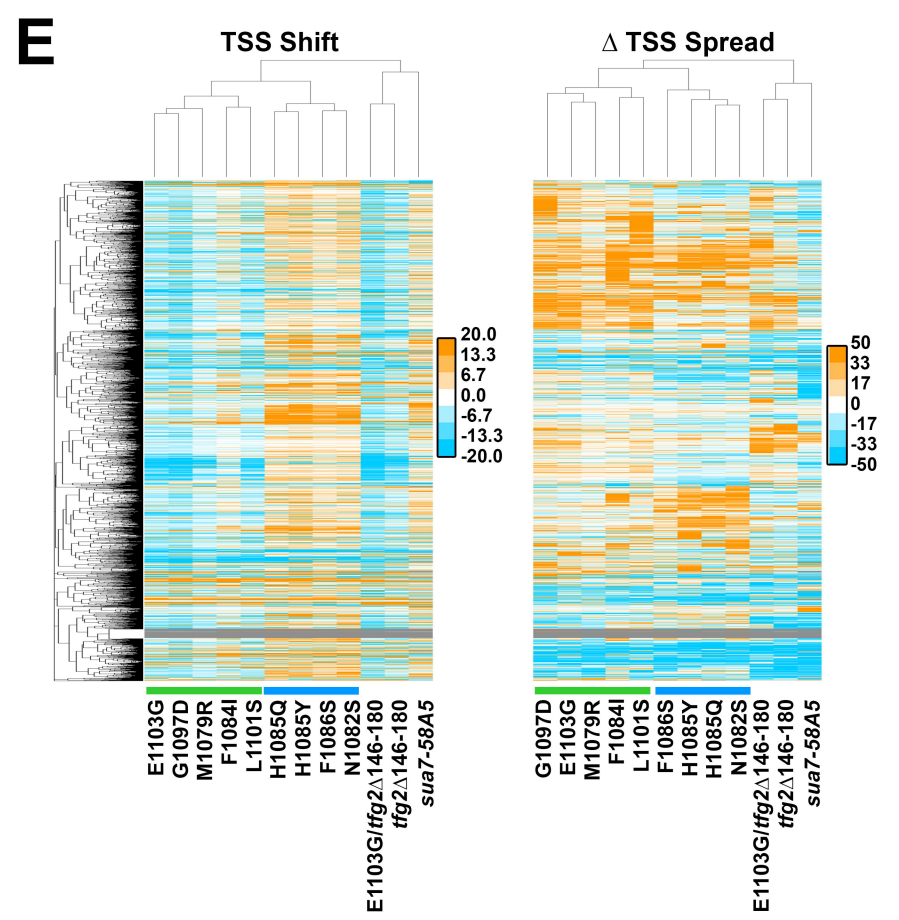 E
TSS Shift
Δ TSS Spread
20.0
13.3
6.7
0.0
-6.7
-13.3
-20.0
50
33
17
0
-17
-33
-50
E1103G
G1097D
M1079R
F1084I
L1101S
H1085Q
H1085Y
F1086S
N1082S
E1103G/tfg2Δ146-180
tfg2Δ146-180
sua7-58A5
G1097D
E1103G
M1079R
F1084I
L1101S
F1086S
H1085Y
H1085Q
N1082S
E1103G/tfg2Δ146-180
tfg2Δ146-180
sua7-58A5